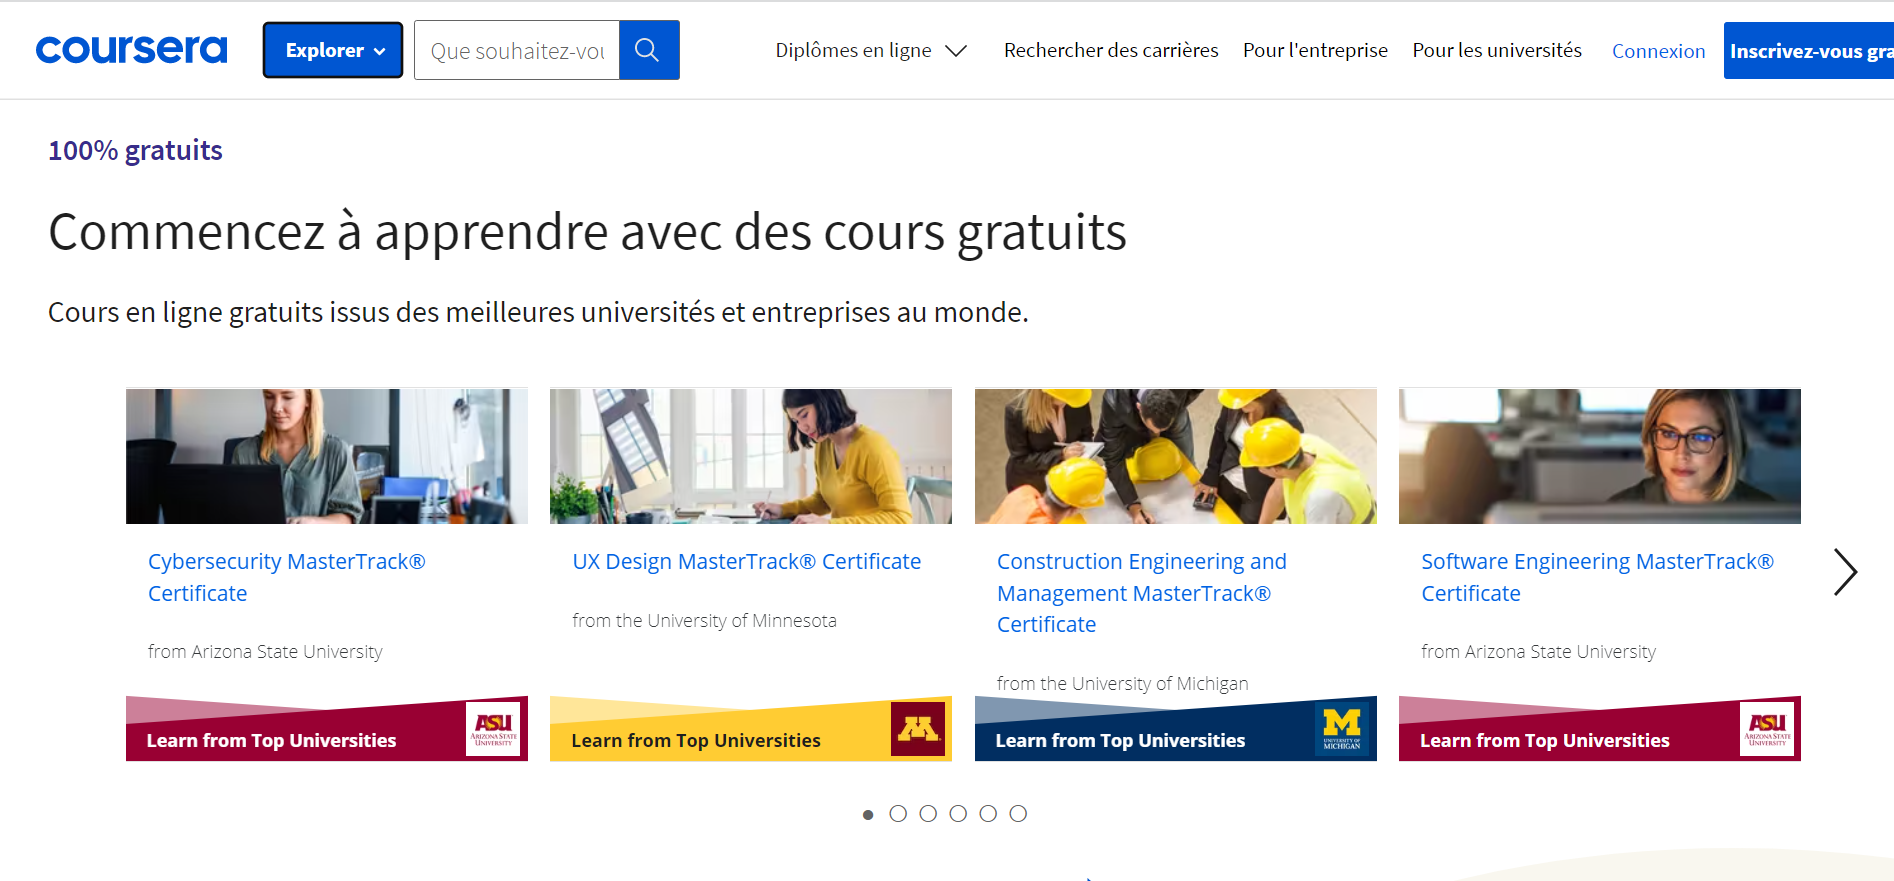 coursera
Explorer
Que souhaitez-vou
Diplômes en ligne
Rechercher des carrières
Pour l'entreprise
Pour les universités
Connexion
Inscrivez-vous gra
100% gratuits
Commencez à apprendre avec des cours gratuits
Cours en ligne gratuits issus des meilleures universités et entreprises au monde.
Cybersecurity MasterTrack®
Certificate
from Arizona State University
Learn from Top Universities
ASU
ARIZONA STATE
UNIVERSITY
UX Design MasterTrack® Certificate
from the University of Minnesota
Learn from Top Universities
M
Construction Engineering and
Management MasterTrack®
Certificate
from the University of Michigan
Learn from Top Universities
M
UNIVERSITY OF
MICHIGAN
Software Engineering MasterTrack®
Certificate
from Arizona State University
Learn from Top Universities
ASU
ARIZONA STATE
UNIVERSITY